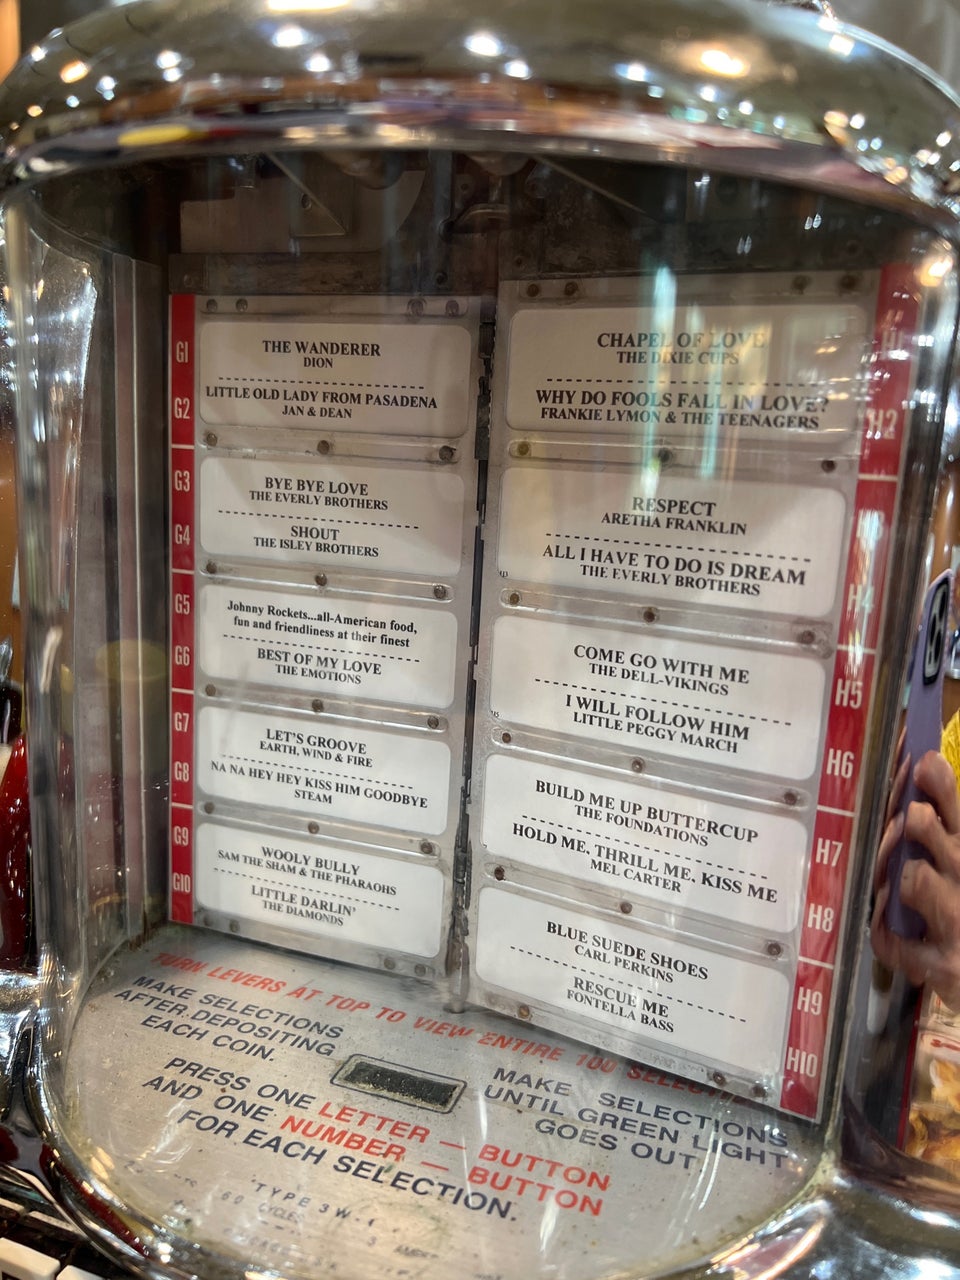 G1
THE WANDERER
DION
G2
LITTLE OLD LADY FROM PASADENA
JAN & DEAN
G3
BYE BYE LOVE
THE EVERLY BROTHERS
G4
SHOUT
THE ISLEY BROTHERS
G5
Johnny Rockets...all-American food,
fun and friendliness at their finest
G6
BEST OF MY LOVE
THE EMOTIONS
G7
LET'S GROOVE
EARTH, WIND & FIRE
G8
NA NA HEY HEY KISS HIM GOODBYE
STEAM
G9
WOOLY BULLY
SAM THE SHAM & THE PHARAOHS
G10
LITTLE DARLIN'
THE DIAMONDS
H1
CHAPEL OF LOVE
THE DIXIE CUPS
H2
WHY DO FOOLS FALL IN LOVE?
FRANKIE LYMON & THE TEENAGERS
RESPECT
ARETHA FRANKLIN
H4
ALL I HAVE TO DO IS DREAM
THE EVERLY BROTHERS
H5
COME GO WITH ME
THE DELL-VIKINGS
H6
I WILL FOLLOW HIM
LITTLE PEGGY MARCH
H7
BUILD ME UP BUTTERCUP
THE FOUNDATIONS
H8
HOLD ME, THRILL ME, KISS ME
MEL CARTER
H9
BLUE SUEDE SHOES
CARL PERKINS
H10
RESCUE ME
FONTELLA BASS
TURN LEVERS AT TOP TO VIEW ENTIRE 100
MAKE SELECTIONS
AFTER DEPOSITING
EACH COIN.
MAKE SELECTIONS
UNTIL GREEN LIGHT
GOES OUT
PRESS ONE LETTER — BUTTON
AND ONE NUMBER — BUTTON
FOR EACH SELECTION.
TYPE 3W-
60 CYCLES